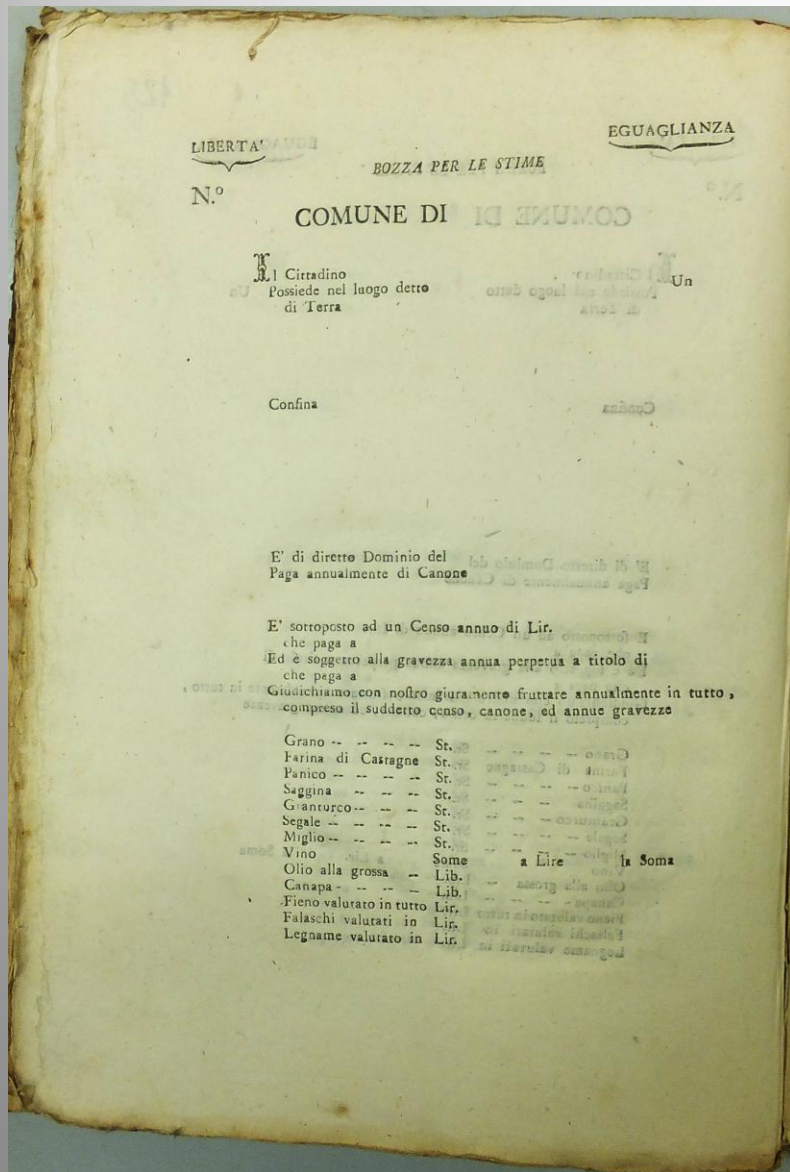 LIBERTA' EGUAGLIANZA
BOZZA PER LE STIME
N.º
COMUNE DI
Il Cittadino
Possiede nel luogo detto Un
di Terra
Confina
E' di diretto Dominio del
Paga annualmente di Canone
E' sottoposto ad un Censo annuo di Lir.
che paga a
Ed è soggetto alla gravezza annua perpetua a titolo di
che paga a
Giudichiamo con nostro giuramento fruttare annualmente in tutto,
compreso il suddetto censo, canone, ed annue gravezze
Grano -- -- -- -- St.
Farina di Castagne St.
Panico -- -- -- -- St.
Saggina -- -- -- St.
Gianturco -- -- -- St.
Segale -- -- -- -- St.
Miglio -- -- -- -- St.
Vino Some a Lire la Soma
Olio alla grossa -- Lib.
Canapa - -- -- -- Lib.
Fieno valutato in tutto Lir.
Falaschi valutati in Lir.
Legname valutato in Lir.